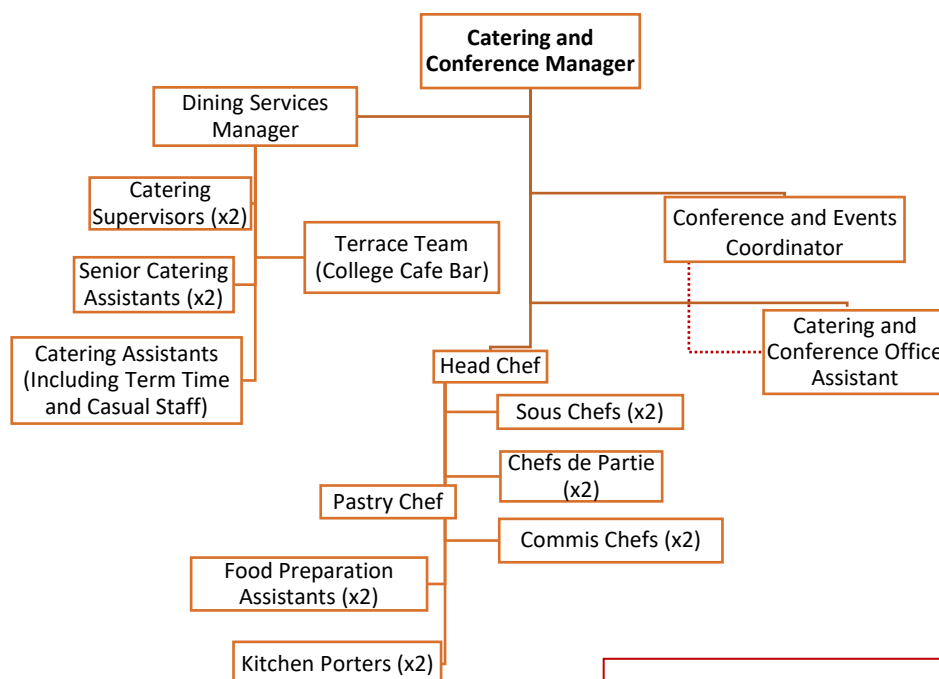 Catering and
Conference Manager
Dining Services
Manager
Catering
Supervisors (x2)
Terrace Team
(College Cafe Bar)
Senior Catering
Assistants (x2)
Catering Assistants
(Including Term Time
and Casual Staff)
Conference and Events
Coordinator
Catering and
Conference Office
Assistant
Head Chef
Sous Chefs (x2)
Chefs de Partie
(x2)
Pastry Chef
Commis Chefs (x2)
Food Preparation
Assistants (x2)
Kitchen Porters (x2)